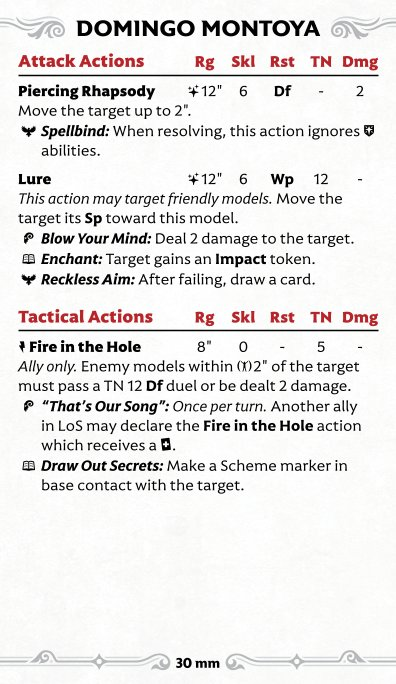 DOMINGO MONTOYA
Attack Actions Rg Skl Rst TN Dmg
Piercing Rhapsody 12" 6 Df - 2
Move the target up to 2".
Spellbind: When resolving, this action ignores
abilities.
Lure 12" 6 Wp 12 -
This action may target friendly models. Move the
target its Sp toward this model.
Blow Your Mind: Deal 2 damage to the target.
Enchant: Target gains an Impact token.
Reckless Aim: After failing, draw a card.
Tactical Actions Rg Skl Rst TN Dmg
Fire in the Hole 8" 0 - 5 -
Ally only. Enemy models within 2" of the target
must pass a TN 12 Df duel or be dealt 2 damage.
“That’s Our Song”: Once per turn. Another ally
in LoS may declare the Fire in the Hole action
which receives a .
Draw Out Secrets: Make a Scheme marker in
base contact with the target.
30 mm